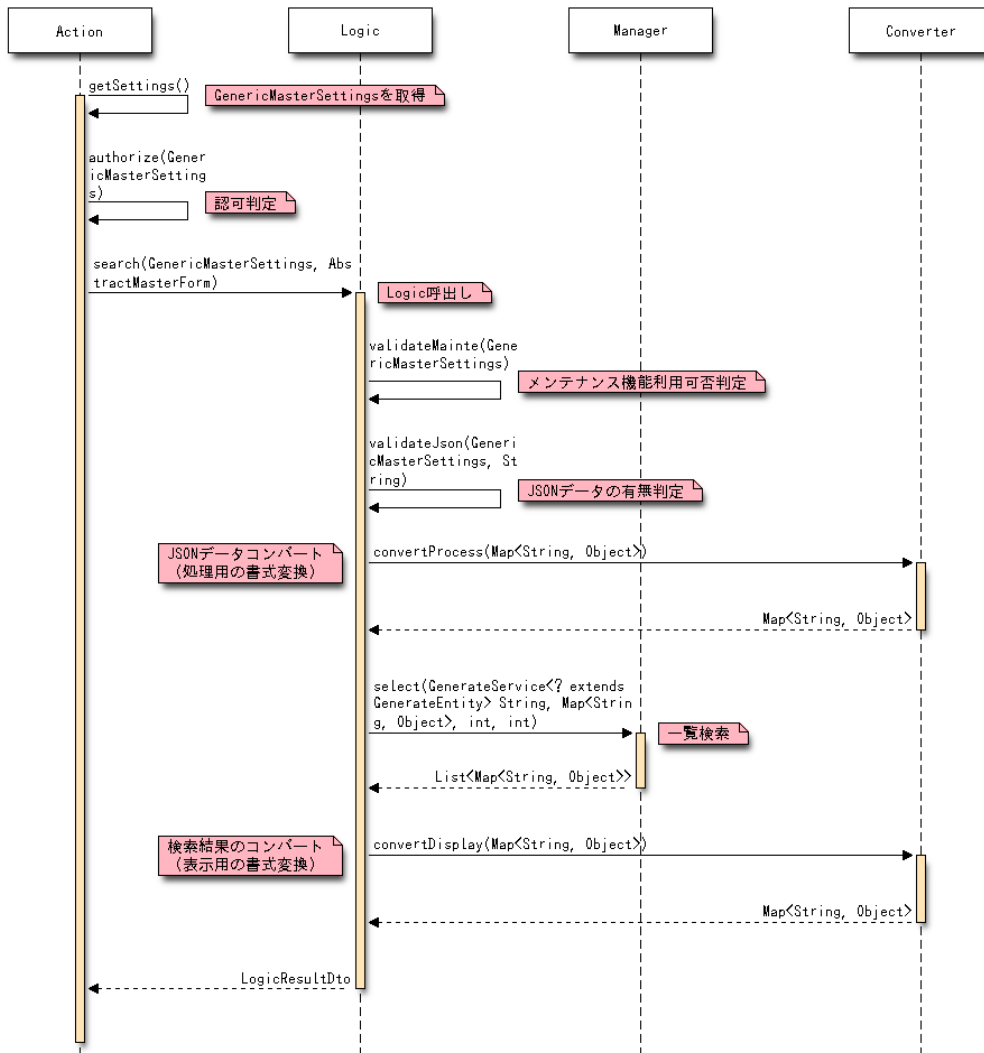 Action
Logic
Manager
Converter
getSettings()
GenericMasterSettingsを取得
authorize(Gener
icMasterSetting
s)
認可判定
search(GenericMasterSettings, Abs
tractMasterForm)
Logic呼出し
validateMainte(Gene
ricMasterSettings)
メンテナンス機能利用可否判定
validateJson(Generi
cMasterSettings, St
ring)
JSONデータの有無判定
JSONデータコンバート
（処理用の書式変換）
convertProcess(Map<String, Object>)
Map<String, Object>
select(GenerateService<? extends
GenerateEntity> String, Map<Strin
g, Object>, int, int)
一覧検索
List<Map<String, Object>>
検索結果のコンバート
（表示用の書式変換）
convertDisplay(Map<String, Object>)
Map<String, Object>
LogicResultDto